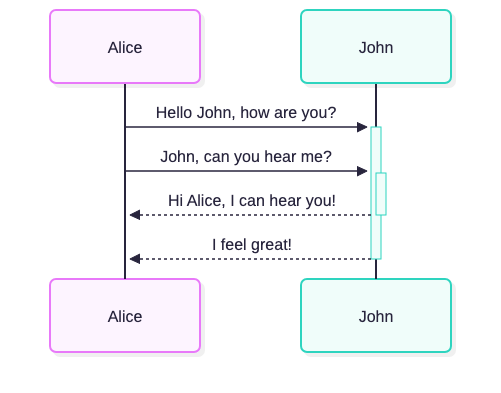 Alice
John
Hello John, how are you?
John, can you hear me?
Hi Alice, I can hear you!
I feel great!
Alice
John